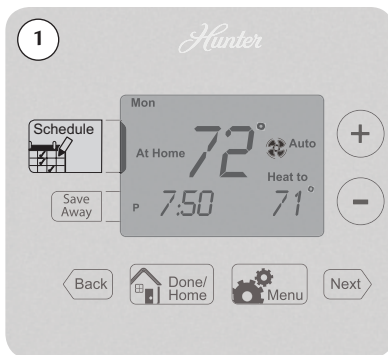 1
Hunter
Mon
Schedule
At Home 72° Auto
Heat to
Save
Away
P 7:50 71°
+
-
Back
Done/
Home
Menu
Next